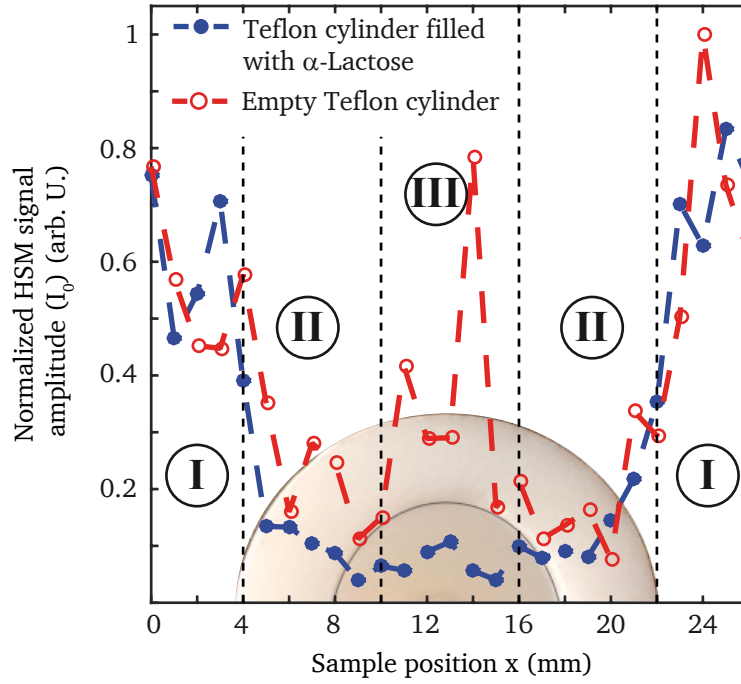 Teflon cylinder filled
with α-Lactose
Empty Teflon cylinder
Normalized HSM signal
amplitude (I₀) (arb. U.)
1
0.8
0.6
0.4
0.2
I
II
III
II
I
0 4 8 12 16 20 24
Sample position x (mm)